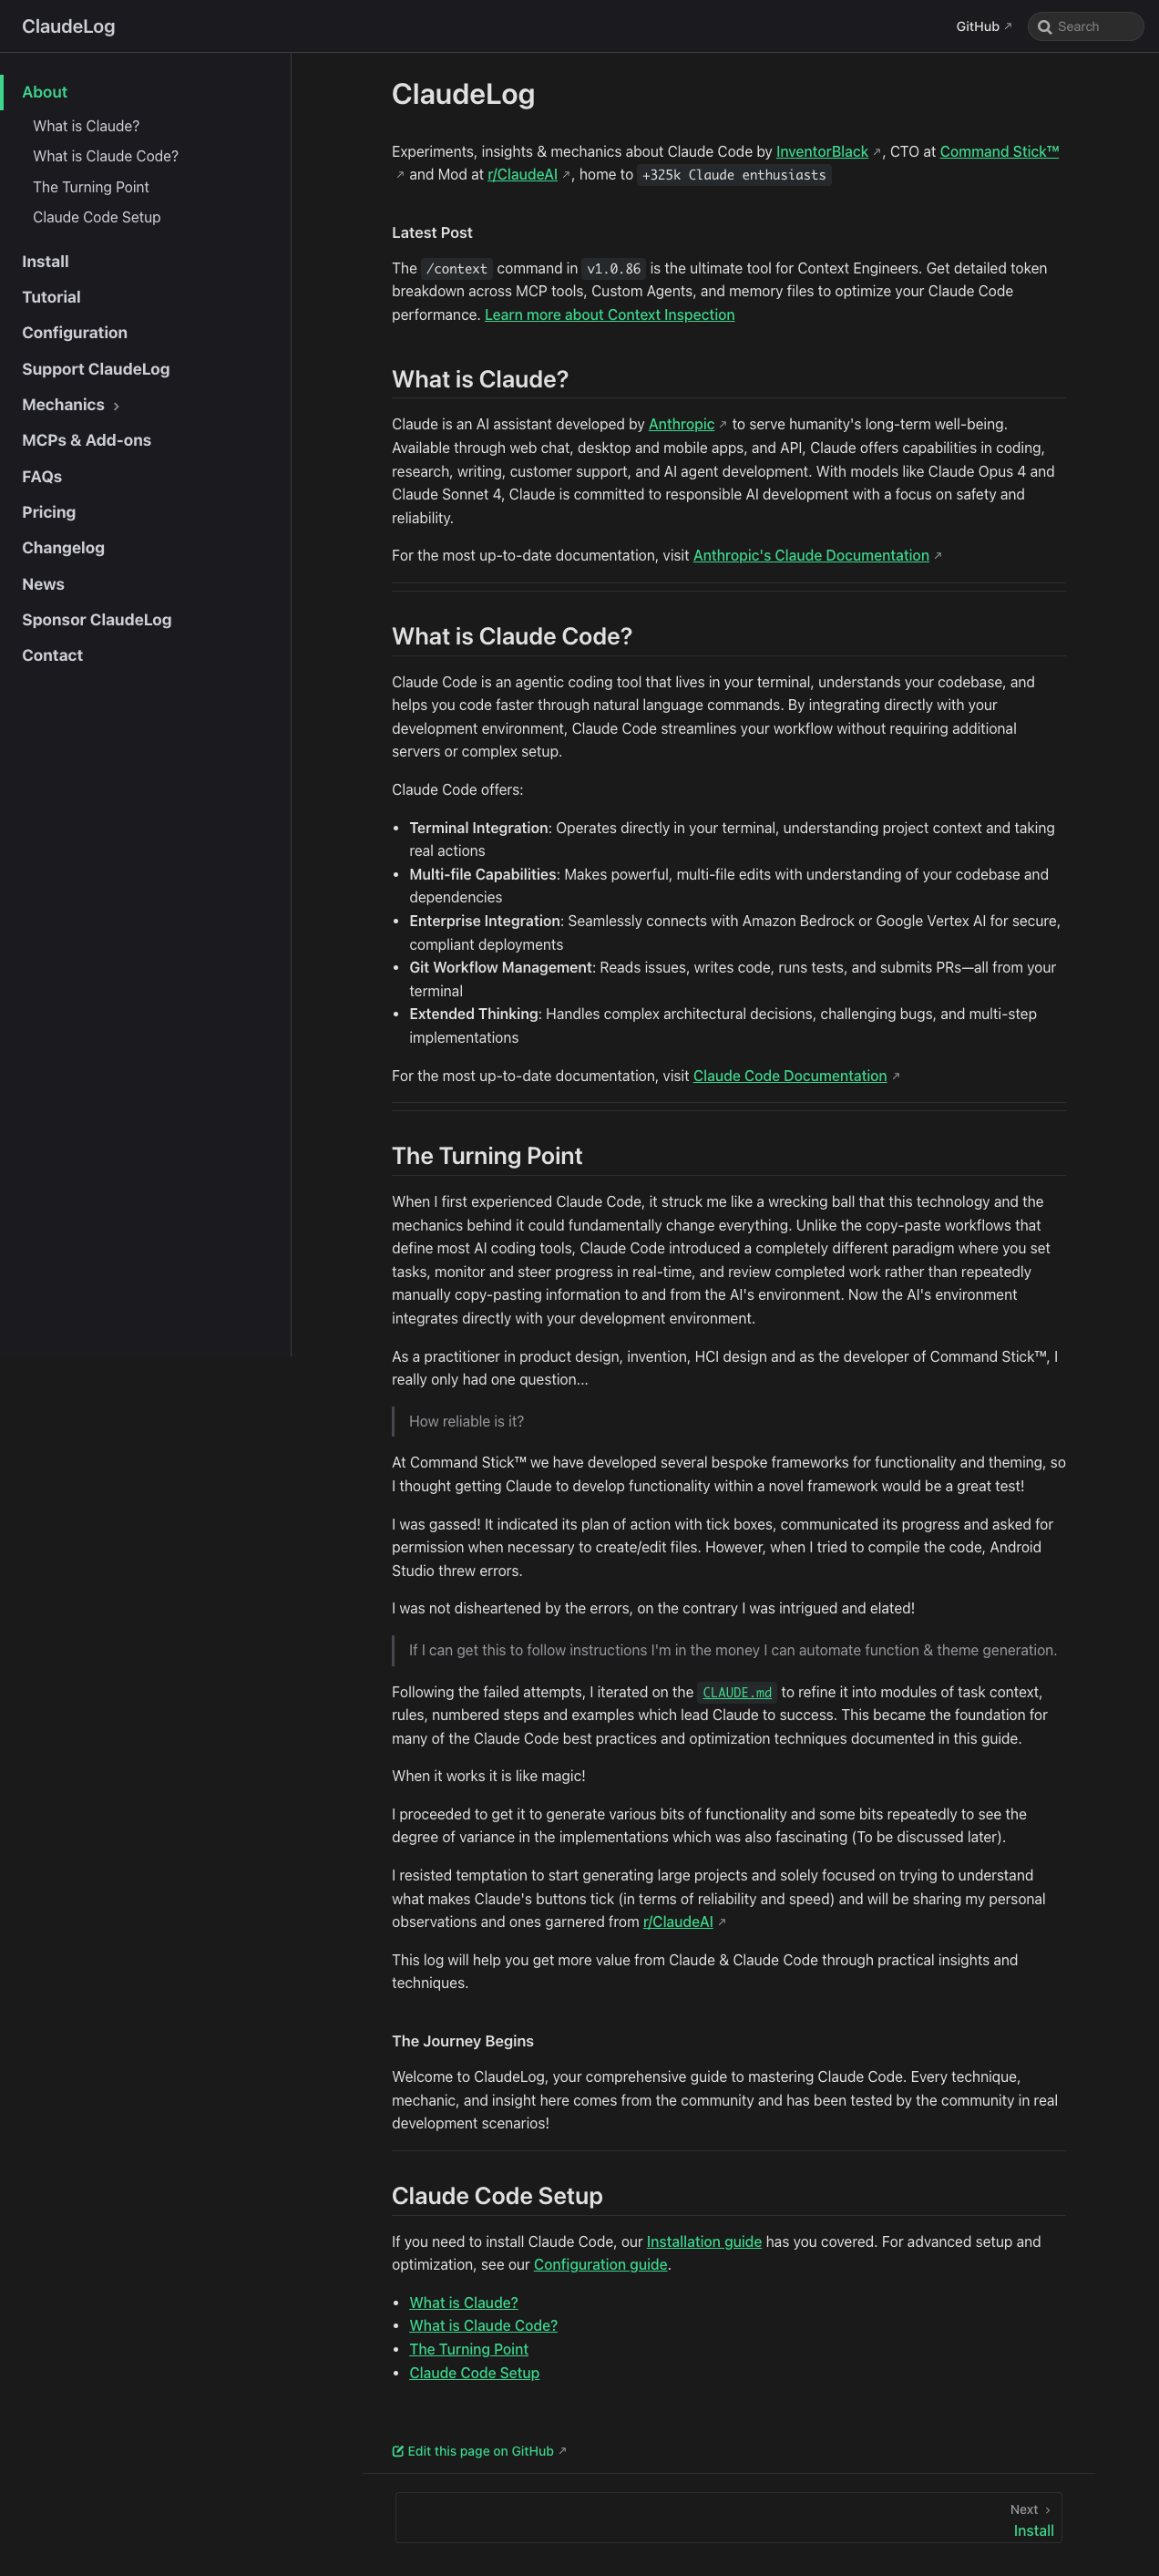 ClaudeLog
GitHub
Search
About
What is Claude?
What is Claude Code?
The Turning Point
Claude Code Setup
Install
Tutorial
Configuration
Support ClaudeLog
Mechanics
MCPs & Add-ons
FAQs
Pricing
Changelog
News
Sponsor ClaudeLog
Contact
ClaudeLog
Experiments, insights & mechanics about Claude Code by InventorBlack, CTO at Command Stick™
and Mod at r/ClaudeAI, home to +325k Claude enthusiasts
Latest Post
The /context command in v1.0.86 is the ultimate tool for Context Engineers. Get detailed token
breakdown across MCP tools, Custom Agents, and memory files to optimize your Claude Code
performance. Learn more about Context Inspection
What is Claude?
Claude is an AI assistant developed by Anthropic to serve humanity's long-term well-being.
Available through web chat, desktop and mobile apps, and API, Claude offers capabilities in coding,
research, writing, customer support, and AI agent development. With models like Claude Opus 4 and
Claude Sonnet 4, Claude is committed to responsible AI development with a focus on safety and
reliability.
For the most up-to-date documentation, visit Anthropic's Claude Documentation
What is Claude Code?
Claude Code is an agentic coding tool that lives in your terminal, understands your codebase, and
helps you code faster through natural language commands. By integrating directly with your
development environment, Claude Code streamlines your workflow without requiring additional
servers or complex setup.
Claude Code offers:
• Terminal Integration: Operates directly in your terminal, understanding project context and taking
real actions
• Multi-file Capabilities: Makes powerful, multi-file edits with understanding of your codebase and
dependencies
• Enterprise Integration: Seamlessly connects with Amazon Bedrock or Google Vertex AI for secure,
compliant deployments
• Git Workflow Management: Reads issues, writes code, runs tests, and submits PRs—all from your
terminal
• Extended Thinking: Handles complex architectural decisions, challenging bugs, and multi-step
implementations
For the most up-to-date documentation, visit Claude Code Documentation
The Turning Point
When I first experienced Claude Code, it struck me like a wrecking ball that this technology and the
mechanics behind it could fundamentally change everything. Unlike the copy-paste workflows that
define most AI coding tools, Claude Code introduced a completely different paradigm where you set
tasks, monitor and steer progress in real-time, and review completed work rather than repeatedly
manually copy-pasting information to and from the AI's environment. Now the AI's environment
integrates directly with your development environment.
As a practitioner in product design, invention, HCI design and as the developer of Command Stick™, I
really only had one question...
How reliable is it?
At Command Stick™ we have developed several bespoke frameworks for functionality and theming, so
I thought getting Claude to develop functionality within a novel framework would be a great test!
I was gassed! It indicated its plan of action with tick boxes, communicated its progress and asked for
permission when necessary to create/edit files. However, when I tried to compile the code, Android
Studio threw errors.
I was not disheartened by the errors, on the contrary I was intrigued and elated!
If I can get this to follow instructions I'm in the money I can automate function & theme generation.
Following the failed attempts, I iterated on the CLAUDE.md to refine it into modules of task context,
rules, numbered steps and examples which lead Claude to success. This became the foundation for
many of the Claude Code best practices and optimization techniques documented in this guide.
When it works it is like magic!
I proceeded to get it to generate various bits of functionality and some bits repeatedly to see the
degree of variance in the implementations which was also fascinating (To be discussed later).
I resisted temptation to start generating large projects and solely focused on trying to understand
what makes Claude's buttons tick (in terms of reliability and speed) and will be sharing my personal
observations and ones garnered from r/ClaudeAI
This log will help you get more value from Claude & Claude Code through practical insights and
techniques.
The Journey Begins
Welcome to ClaudeLog, your comprehensive guide to mastering Claude Code. Every technique,
mechanic, and insight here comes from the community and has been tested by the community in real
development scenarios!
Claude Code Setup
If you need to install Claude Code, our Installation guide has you covered. For advanced setup and
optimization, see our Configuration guide.
• What is Claude?
• What is Claude Code?
• The Turning Point
• Claude Code Setup
Edit this page on GitHub
Next
Install